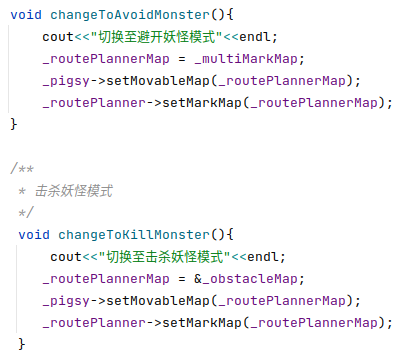 void changeToAvoidMonster(){
    cout<<"切换至避开妖怪模式"<<endl;
    _routePlannerMap = _multiMarkMap;
    _pigsy->setMovableMap(_routePlannerMap);
    _routePlanner->setMarkMap(_routePlannerMap);
}
/**
 * 击杀妖怪模式
 */
 void changeToKillMonster(){
     cout<<"切换至击杀妖怪模式"<<endl;
    _routePlannerMap = &_obstacleMap;
    _pigsy->setMovableMap(_routePlannerMap);
    _routePlanner->setMarkMap(_routePlannerMap);
 }